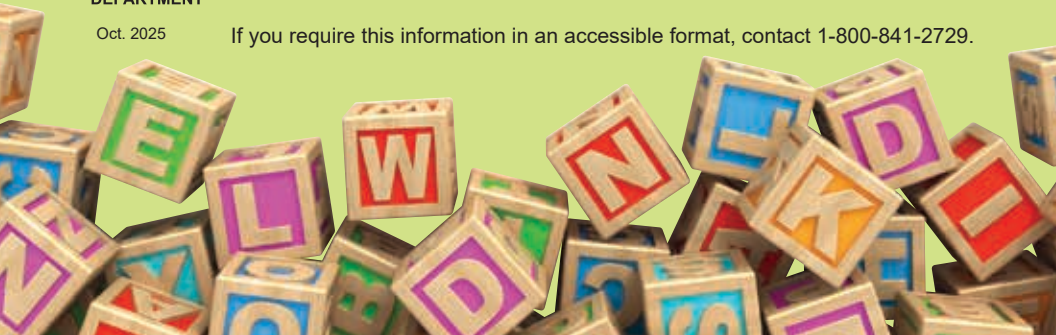 DEPARTMENT
Oct. 2025
If you require this information in an accessible format, contact 1-800-841-2729.
E
L
W
N
D
K
I
D
N